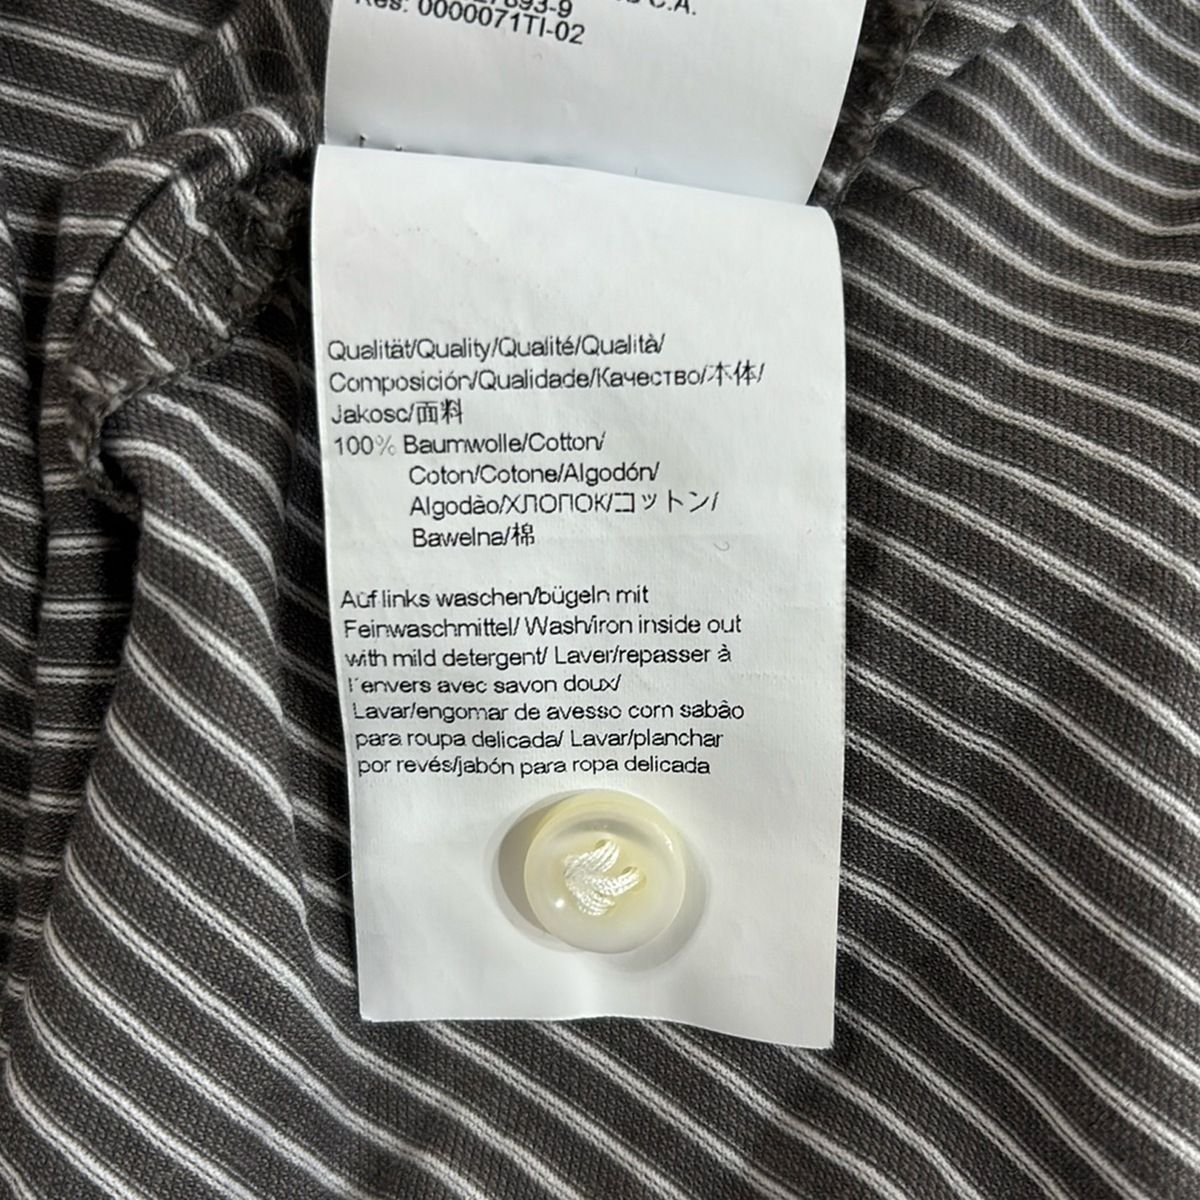 C.A.
893-9
Res: 0000071TI-02
Qualität/Quality/Qualité/Qualità/
Composición/Qualidade/Качество/本体/
Jakosc/面料
100% Baumwolle/Cotton/
Coton/Cotone/Algodón/
Algodão/ХЛОПОК/コットン/
Bawelna/棉
Auf links waschen/bügeln mit
Feinwaschmittel/ Wash/iron inside out
with mild detergent/ Laver/repasser à
l´envers avec savon doux/
Lavar/engomar de avesso com sabão
para roupa delicada/ Lavar/planchar
por revés/jabón para ropa delicada